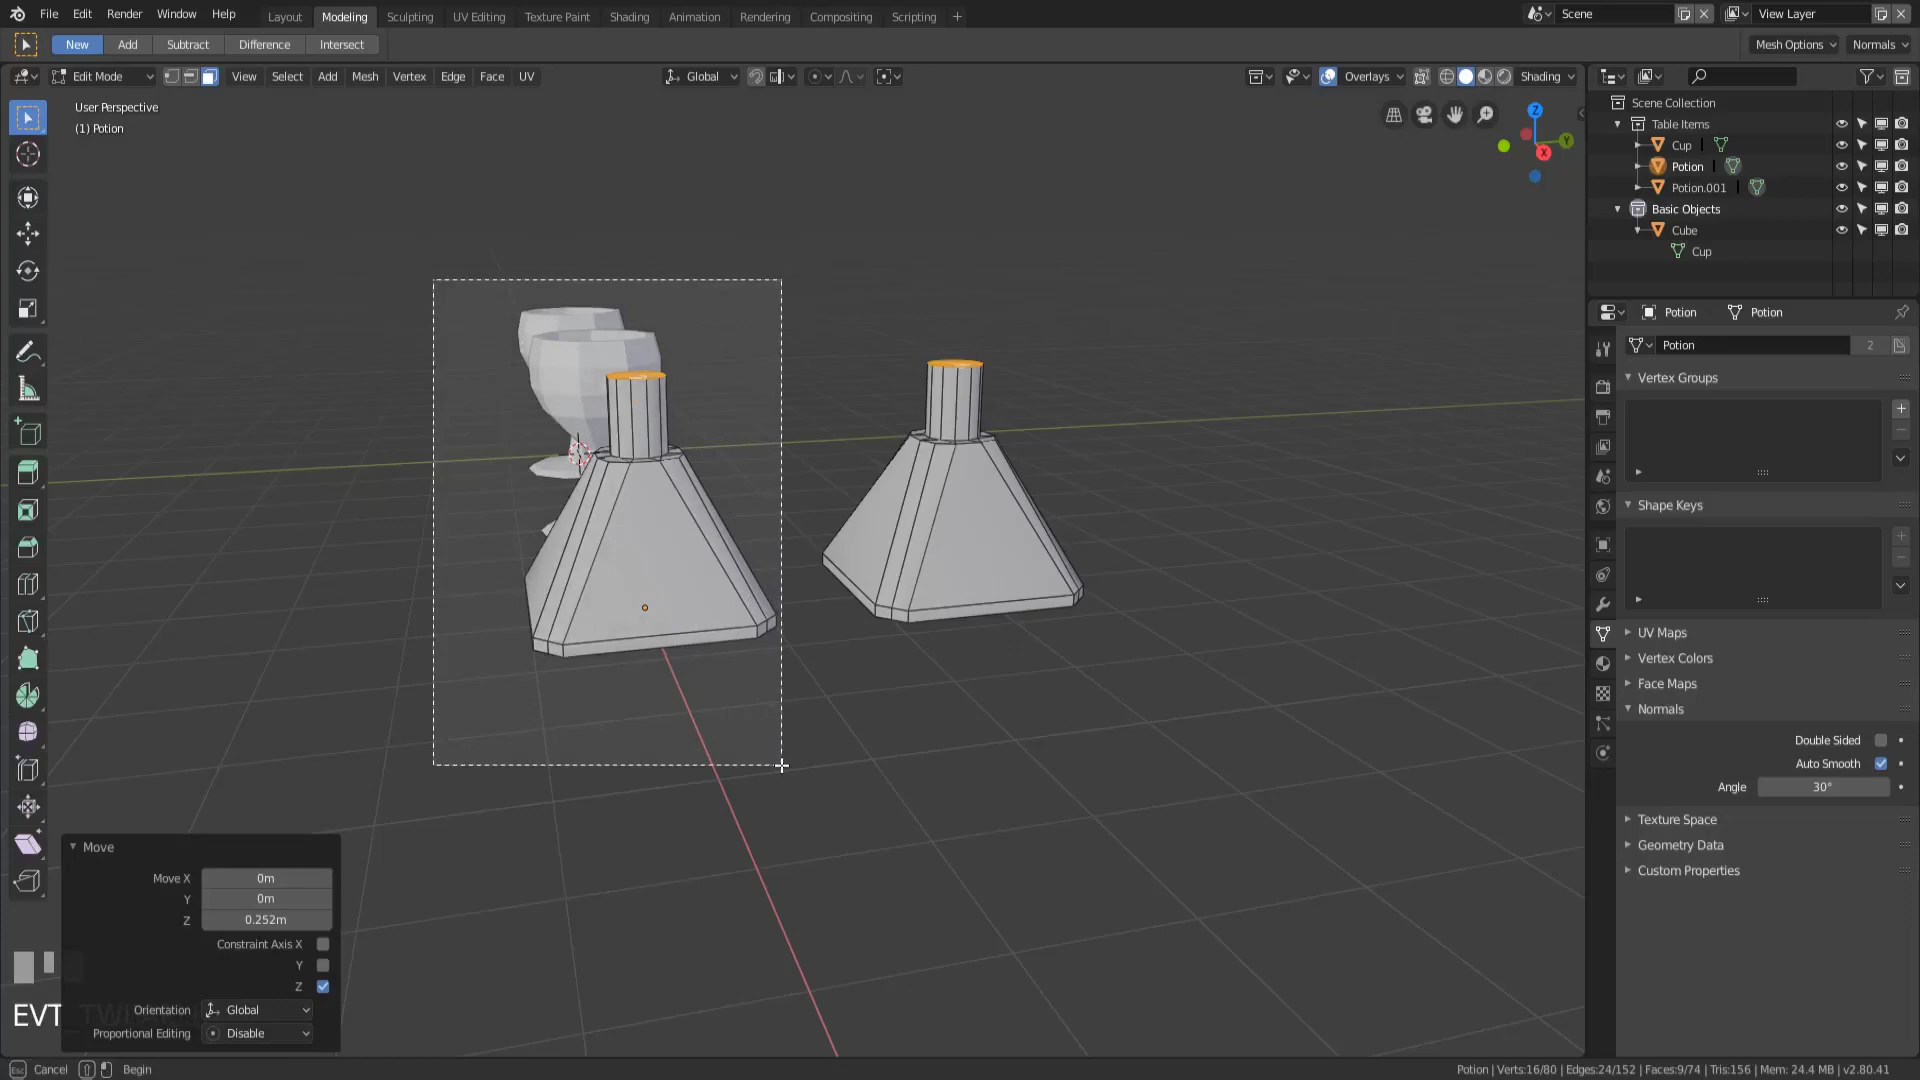 File Edit Render Window Help
Layout Modeling Sculpting UV Editing Texture Paint Shading Animation Rendering Compositing Scripting +
Scene
View Layer
New Add Subtract Difference Intersect
Mesh Options Normals
Edit Mode View Select Add Mesh Vertex Edge Face UV
Global
Overlays
Shading
User Perspective
(1) Potion
Z
Y
X
Scene Collection
Table Items
Cup
Potion
Potion.001
Basic Objects
Cube
Cup
Potion Potion
Potion 2
Vertex Groups
Shape Keys
UV Maps
Vertex Colors
Face Maps
Normals
Double Sided
Auto Smooth
Angle 30°
Texture Space
Geometry Data
Custom Properties
Move
Move X 0m
Y 0m
Z 0.252m
Constraint Axis X
Y
Z
Orientation Global
Proportional Editing Disable
EVT
Esc Cancel Begin
Potion | Verts:16/80 | Edges:24/152 | Faces:9/74 | Tris:156 | Mem: 24.4 MB | v2.80.41